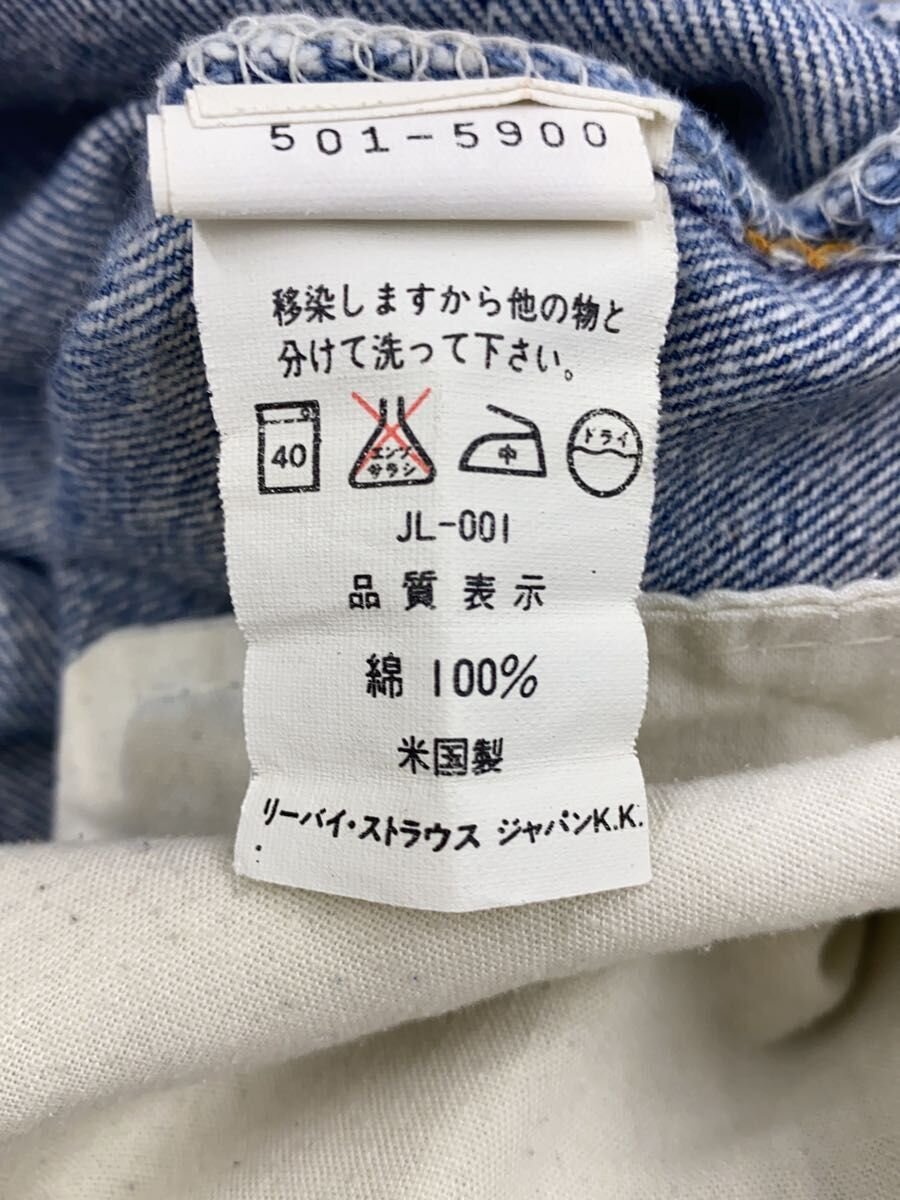 501-5900
移染しますから他の物と
分けて洗って下さい。
40 エンソ サラシ 中 ドライ
JL-001
品質表示
綿 100%
米国製
リーバイ・ストラウス ジャパンK.K.